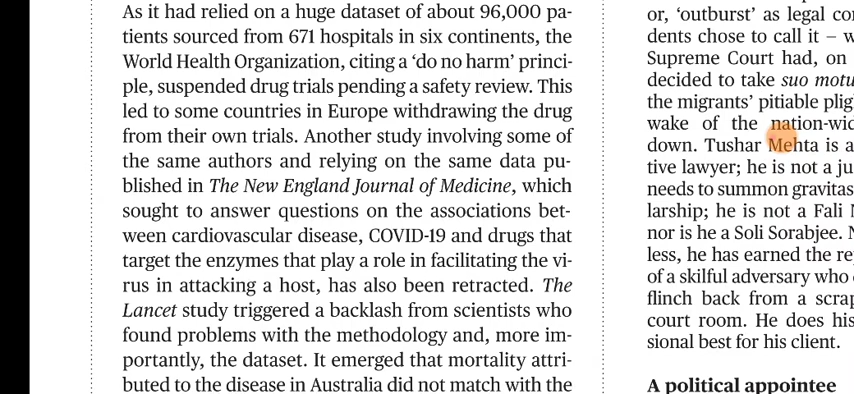 As it had relied on a huge dataset of about 96,000 pa-
tients sourced from 671 hospitals in six continents, the
World Health Organization, citing a ‘do no harm’ princi-
ple, suspended drug trials pending a safety review. This
led to some countries in Europe withdrawing the drug
from their own trials. Another study involving some of
the same authors and relying on the same data pu-
blished in The New England Journal of Medicine, which
sought to answer questions on the associations bet-
ween cardiovascular disease, COVID-19 and drugs that
target the enzymes that play a role in facilitating the vi-
rus in attacking a host, has also been retracted. The
Lancet study triggered a backlash from scientists who
found problems with the methodology and, more im-
portantly, the dataset. It emerged that mortality attri-
buted to the disease in Australia did not match with the
or, ‘outburst’ as legal
dents chose to call it –
Supreme Court had, on
decided to take suo motu
the migrants’ pitiable
wake of the
down. Tushar Mehta is a
tive lawyer; he is not a
needs to summon gravitas
larship; he is not a Fali
nor is he a Soli Sorabjee.
less, he has earned the
of a skilful adversary who
flinch back from a
court room. He does his
sional best for his client.
A political appointee